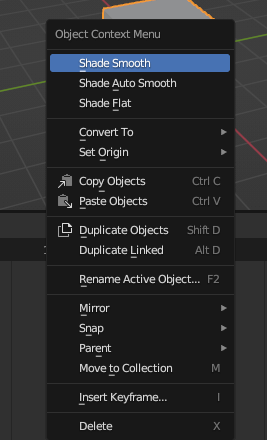 Object Context Menu
Shade Smooth
Shade Auto Smooth
Shade Flat
Convert To
Set Origin
Copy Objects Ctrl C
Paste Objects Ctrl V
Duplicate Objects Shift D
Duplicate Linked Alt D
Rename Active Object... F2
Mirror
Snap
Parent
Move to Collection M
Insert Keyframe... I
Delete X